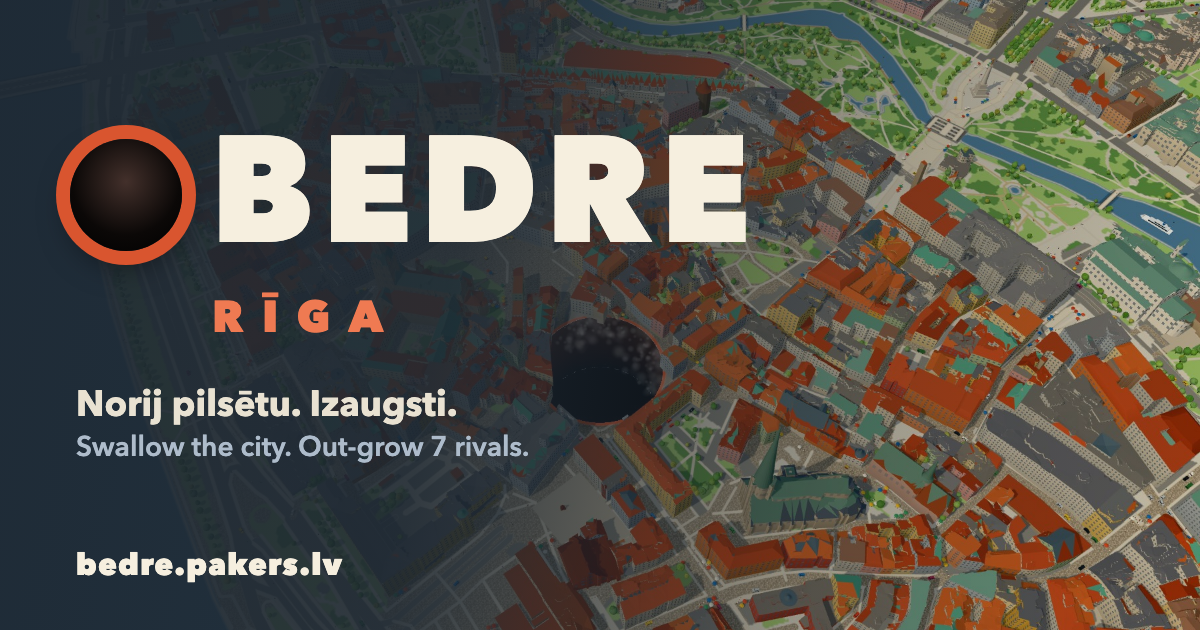 BEDRE
RĪGA
Norij pilsētu. Izaugsti.
Swallow the city. Out-grow 7 rivals.
bedre.pakers.lv